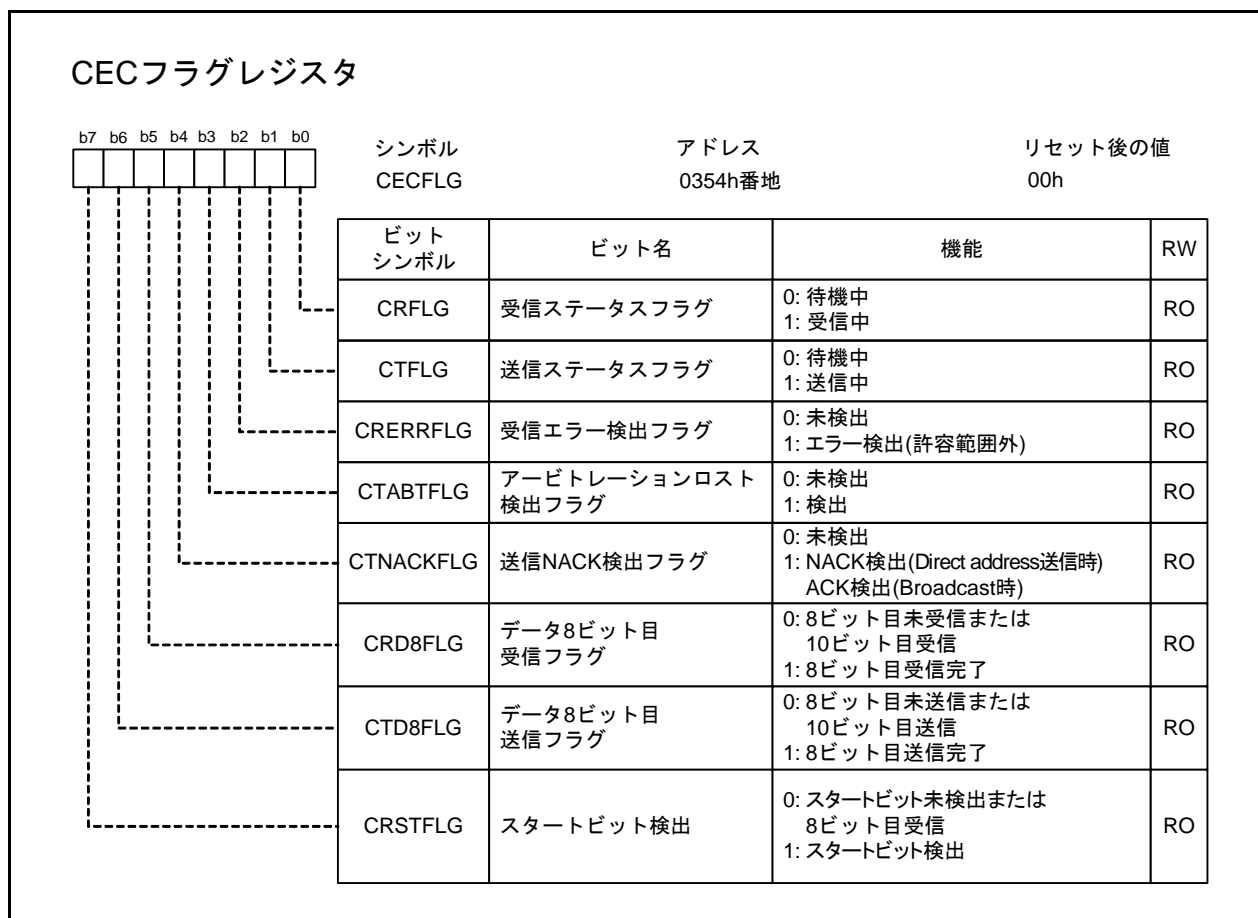 CECフラグレジスタ
b7 b6 b5 b4 b3 b2 b1 b0
シンボル アドレス リセット後の値
CECFLG 0354h番地 00h
ビット
シンボル
ビット名
機能
RW
CRFLG
受信ステータスフラグ
0: 待機中
1: 受信中
RO
CTFLG
送信ステータスフラグ
0: 待機中
1: 送信中
RO
CRERRFLG
受信エラー検出フラグ
0: 未検出
1: エラー検出(許容範囲外)
RO
CTABTFLG
アービトレーションロスト
検出フラグ
0: 未検出
1: 検出
RO
CTNACKFLG
送信NACK検出フラグ
0: 未検出
1: NACK検出(Direct address送信時)
ACK検出(Broadcast時)
RO
CRD8FLG
データ8ビット目
受信フラグ
0: 8ビット目未受信または
10ビット目受信
1: 8ビット目受信完了
RO
CTD8FLG
データ8ビット目
送信フラグ
0: 8ビット目未送信または
10ビット目送信
1: 8ビット目送信完了
RO
CRSTFLG
スタートビット検出
0: スタートビット未検出または
8ビット目受信
1: スタートビット検出
RO